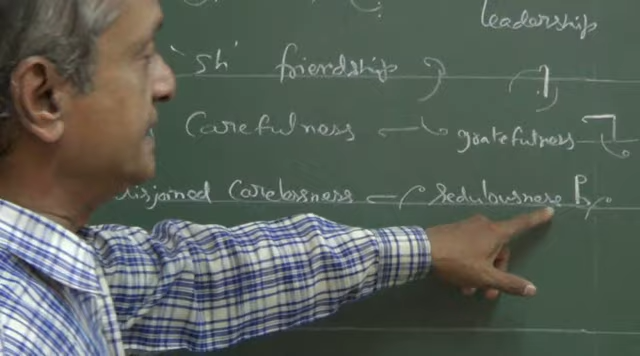 leadership
'sh' friendship
Carefulness gratefulness
disjoined Carelessness Sedulousness